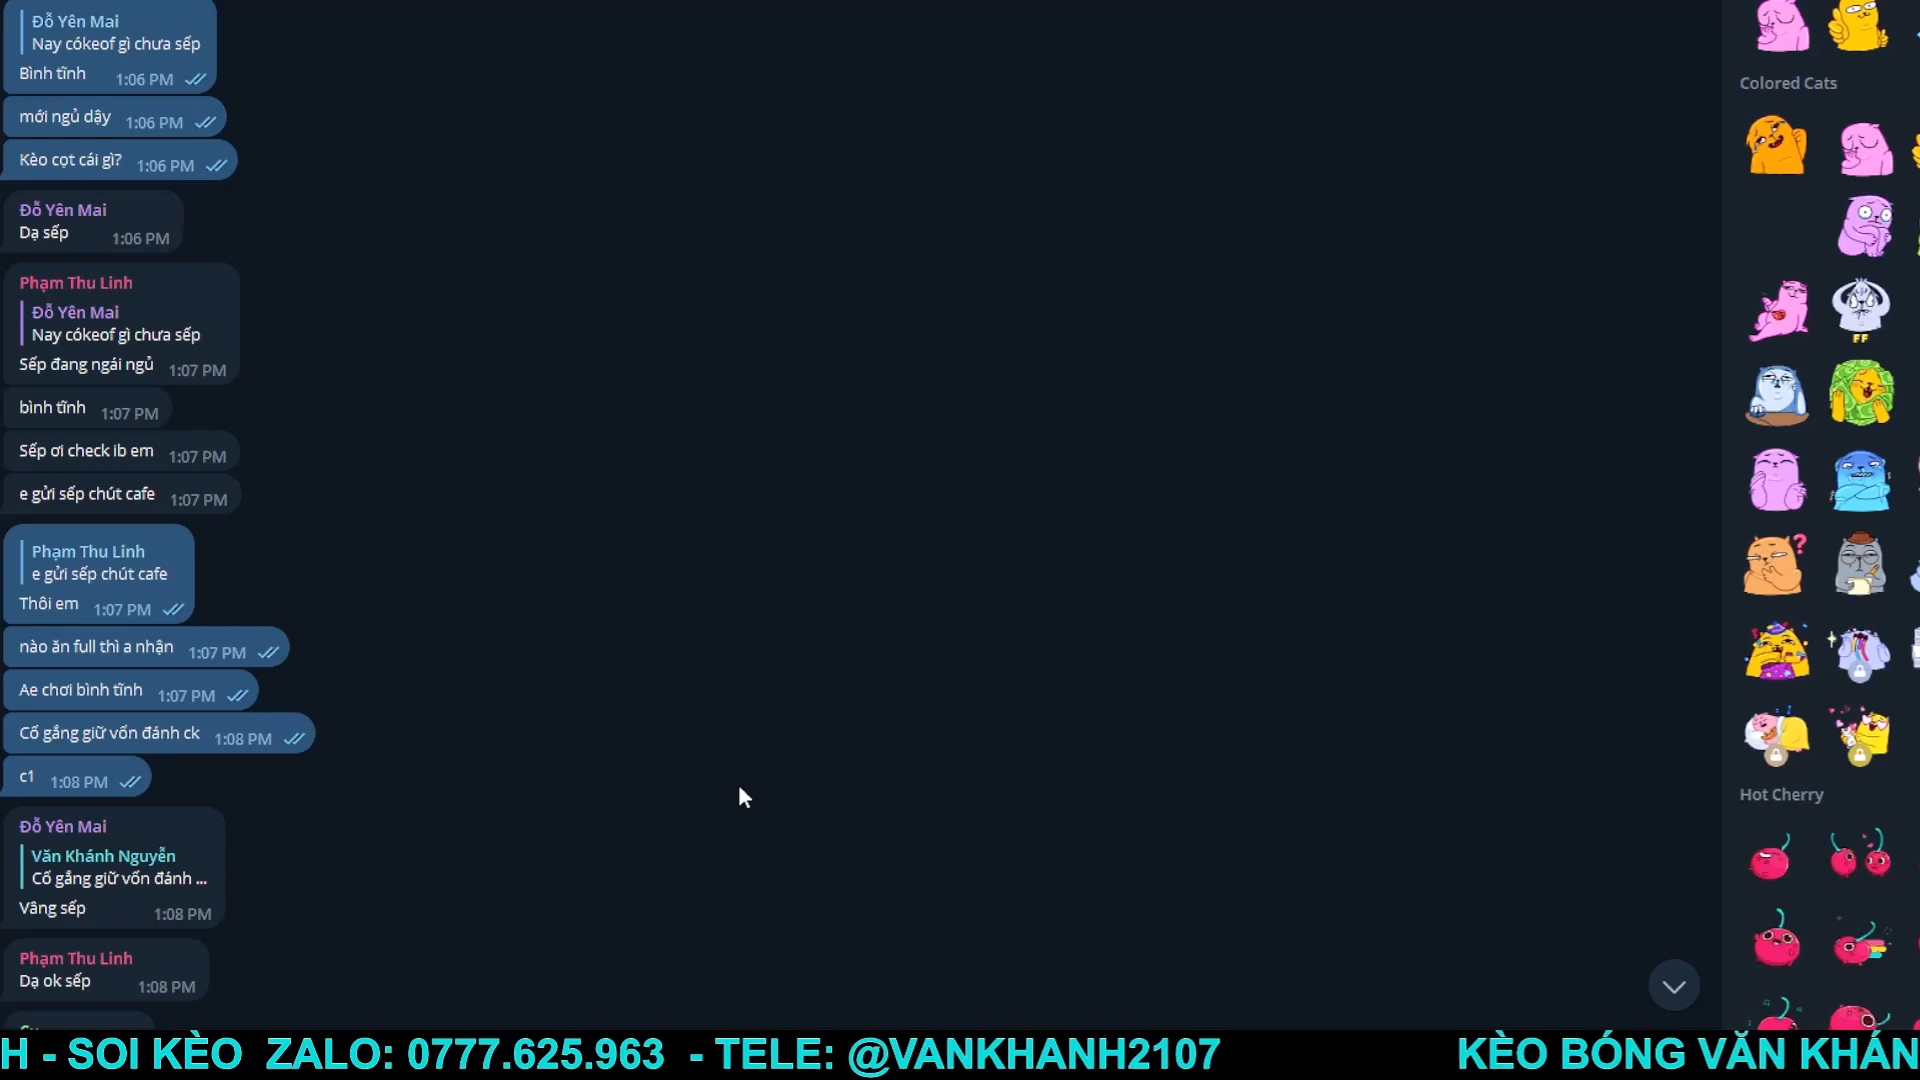 Đỗ Yên Mai
Nay cókeof gì chưa sếp
Bình tĩnh 1:06 PM
mới ngủ dậy 1:06 PM
Kèo cọt cái gì? 1:06 PM
Đỗ Yên Mai
Dạ sếp 1:06 PM
Phạm Thu Linh
Đỗ Yên Mai
Nay cókeof gì chưa sếp
Sếp đang ngái ngủ 1:07 PM
bình tĩnh 1:07 PM
Sếp ơi check ib em 1:07 PM
e gửi sếp chút cafe 1:07 PM
Phạm Thu Linh
e gửi sếp chút cafe
Thôi em 1:07 PM
nào ăn full thì a nhận 1:07 PM
Ae chơi bình tĩnh 1:07 PM
Cố gắng giữ vốn đánh ck 1:08 PM
c1 1:08 PM
Đỗ Yên Mai
Văn Khánh Nguyễn
Cố gắng giữ vốn đánh ...
Vâng sếp 1:08 PM
Phạm Thu Linh
Dạ ok sếp 1:08 PM
Colored Cats
FF
Hot Cherry
H - SOI KÈO ZALO: 0777.625.963 - TELE: @VANKHANH2107 KÈO BÓNG VĂN KHÁN